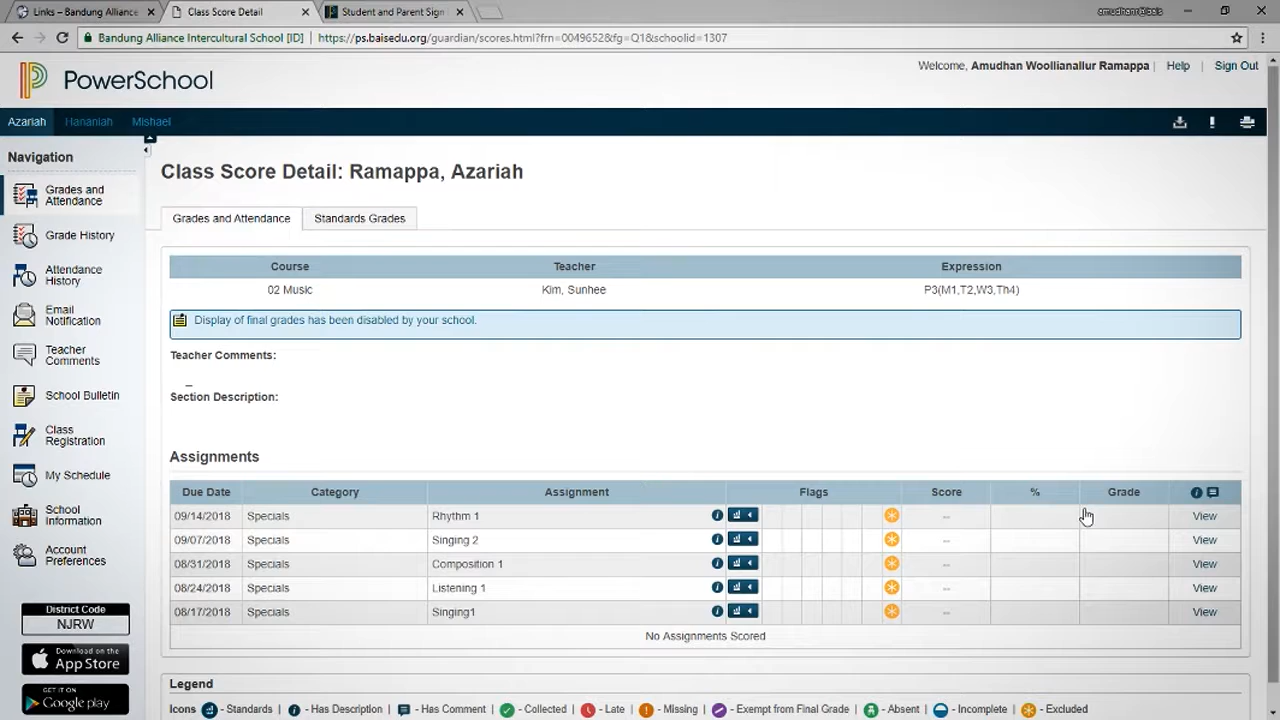 Links – Bandung Alliance
Class Score Detail
Student and Parent Sign
amudhanr@bais
Bandung Alliance Intercultural School [ID] | https://ps.baisedu.org/guardian/scores.html?frn=0049652&fg=Q1&schoolid=1307
PowerSchool
Welcome, Amudhan Woollianallur Ramappa | Help | Sign Out
Azariah Hananiah Mishael
Navigation
Grades and
Attendance
Grade History
Attendance
History
Email
Notification
Teacher
Comments
School Bulletin
Class
Registration
My Schedule
School
Information
Account
Preferences
District Code
NJRW
Download on the
App Store
GET IT ON
Google play
Class Score Detail: Ramappa, Azariah
Grades and Attendance Standards Grades
Course Teacher Expression
02 Music Kim, Sunhee P3(M1,T2,W3,Th4)
Display of final grades has been disabled by your school.
Teacher Comments:
Section Description:
Assignments
Due Date Category Assignment Flags Score % Grade
09/14/2018 Specials Rhythm 1 -- View
09/07/2018 Specials Singing 2 -- View
08/31/2018 Specials Composition 1 -- View
08/24/2018 Specials Listening 1 -- View
08/17/2018 Specials Singing1 -- View
No Assignments Scored
Legend
Icons - Standards | - Has Description | - Has Comment | - Collected | - Late | - Missing | - Exempt from Final Grade | - Absent | - Incomplete | - Excluded